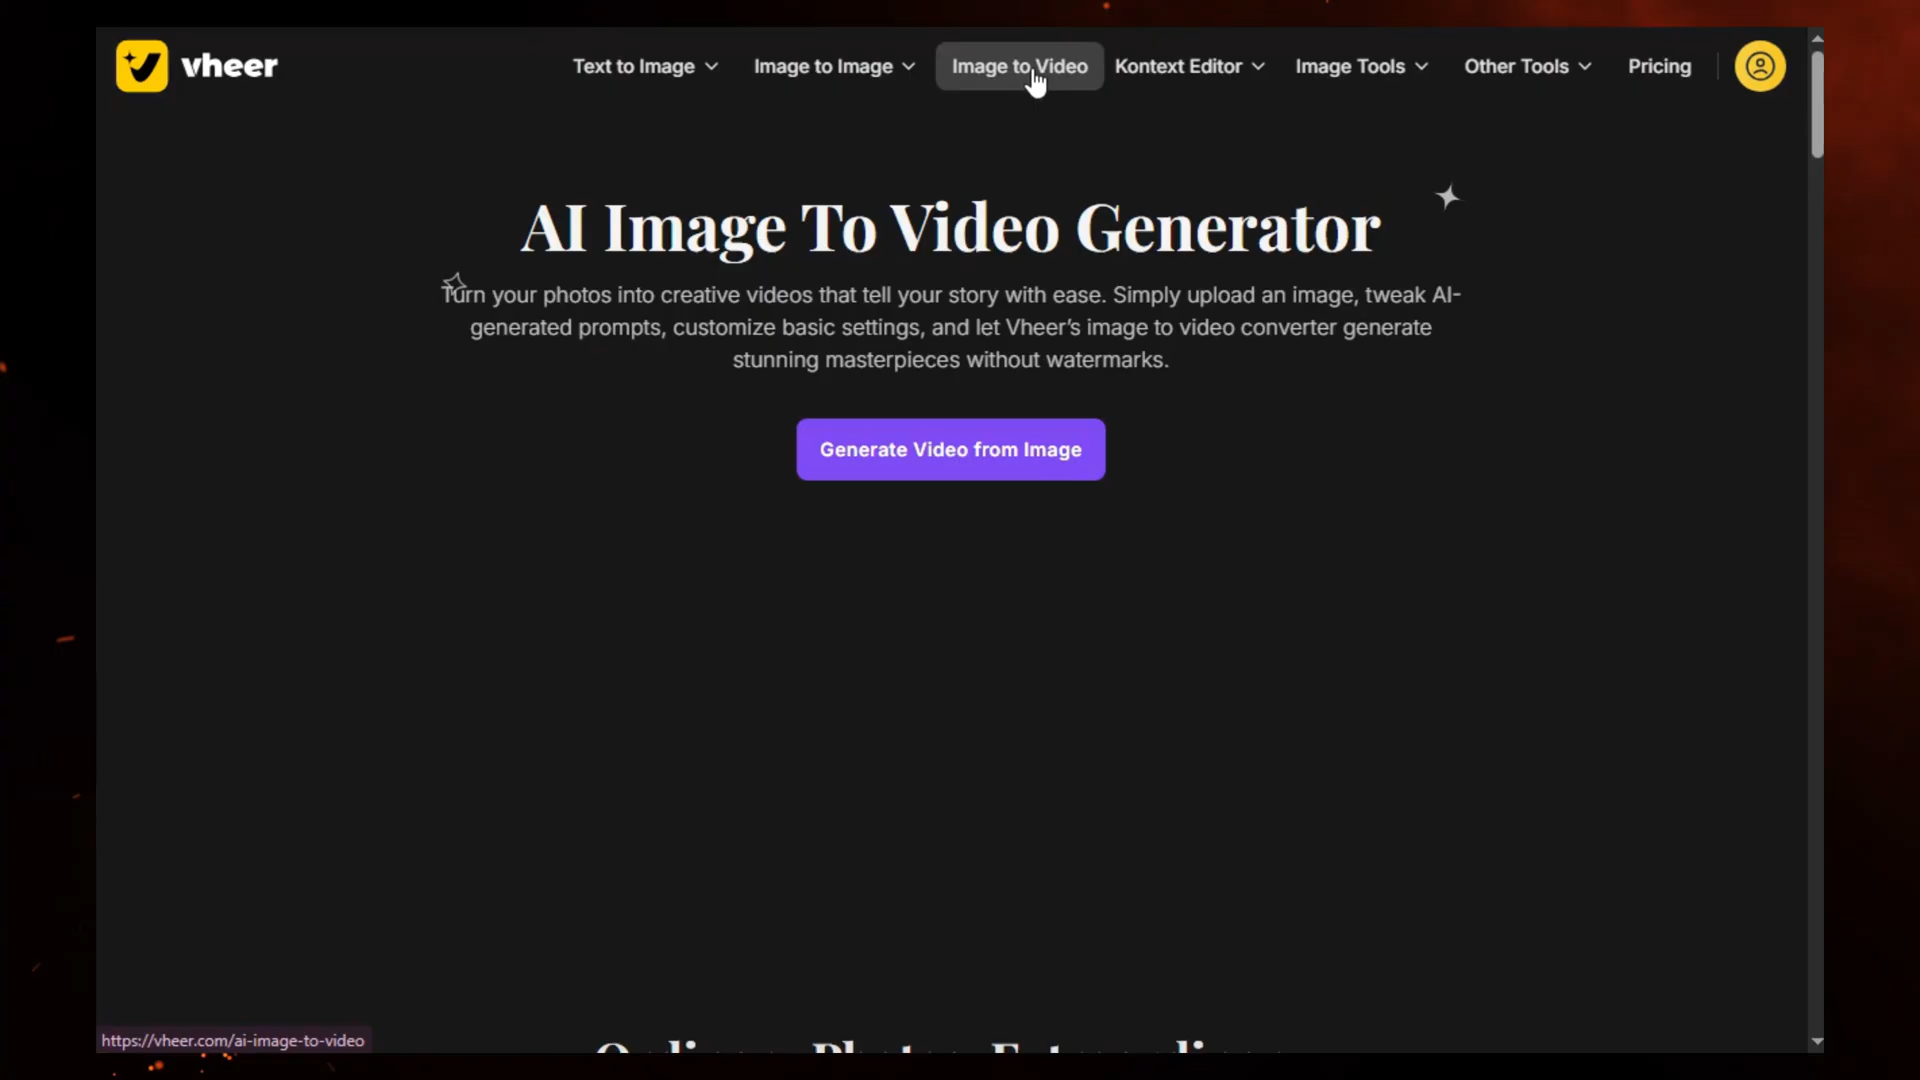 vheer
Text to Image
Image to Image
Image to Video
Kontext Editor
Image Tools
Other Tools
Pricing
AI Image To Video Generator
Turn your photos into creative videos that tell your story with ease. Simply upload an image, tweak AI-
generated prompts, customize basic settings, and let Vheer's image to video converter generate
stunning masterpieces without watermarks.
Generate Video from Image
https://vheer.com/ai-image-to-video